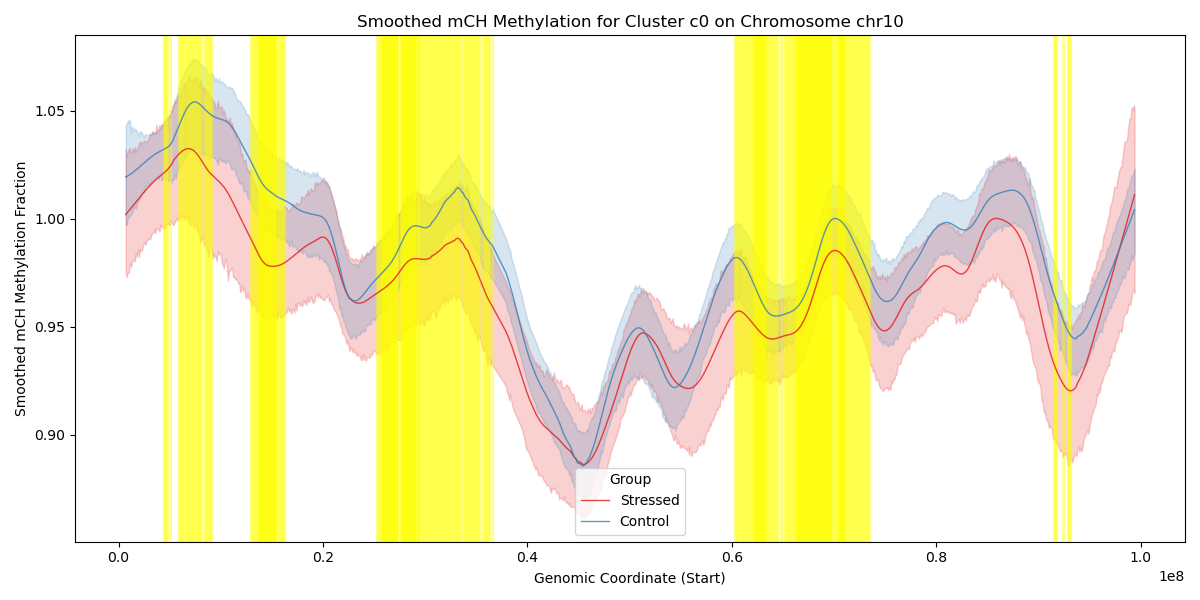 Smoothed mCH Methylation for Cluster c0 on Chromosome chr10
Smoothed mCH Methylation Fraction
1.05
1.00
0.95
0.90
Group
Stressed
Control
0.0
0.2
0.4
0.6
0.8
1.0
1e8
Genomic Coordinate (Start)